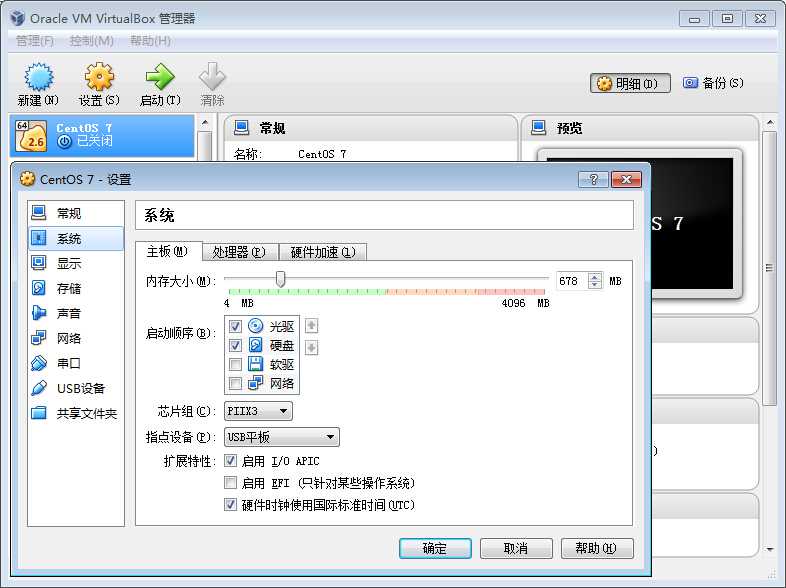 Oracle VM VirtualBox 管理器
管理(F) 控制(M) 帮助(H)
新建(N) 设置(S) 启动(T) 清除 明细(D) 备份(S)
64
2.6
CentOS 7
已关闭
常规
名称: CentOS 7
预览
S 7
CentOS 7 - 设置
常规
系统
显示
存储
声音
网络
串口
USB设备
共享文件夹
系统
主板(M) 处理器(P) 硬件加速(L)
内存大小(M): 678 MB
4 MB 4096 MB
启动顺序(B): 光驱
硬盘
软驱
网络
芯片组(C): PIIX3
指点设备(P): USB平板
扩展特性: 启用 I/O APIC
启用 EFI (只针对某些操作系统)
硬件时钟使用国际标准时间(UTC)
确定 取消 帮助(H)